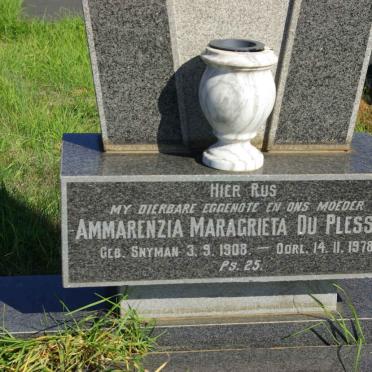 HIER RUS
MY DIERBARE EGGENOTE EN ONS MOEDER
AMMARENZIA MARAGRIETA DU PLESS
GEB. SNYMAN 3. 9. 1908. — OORL. 14. 11. 1978
PS. 25.